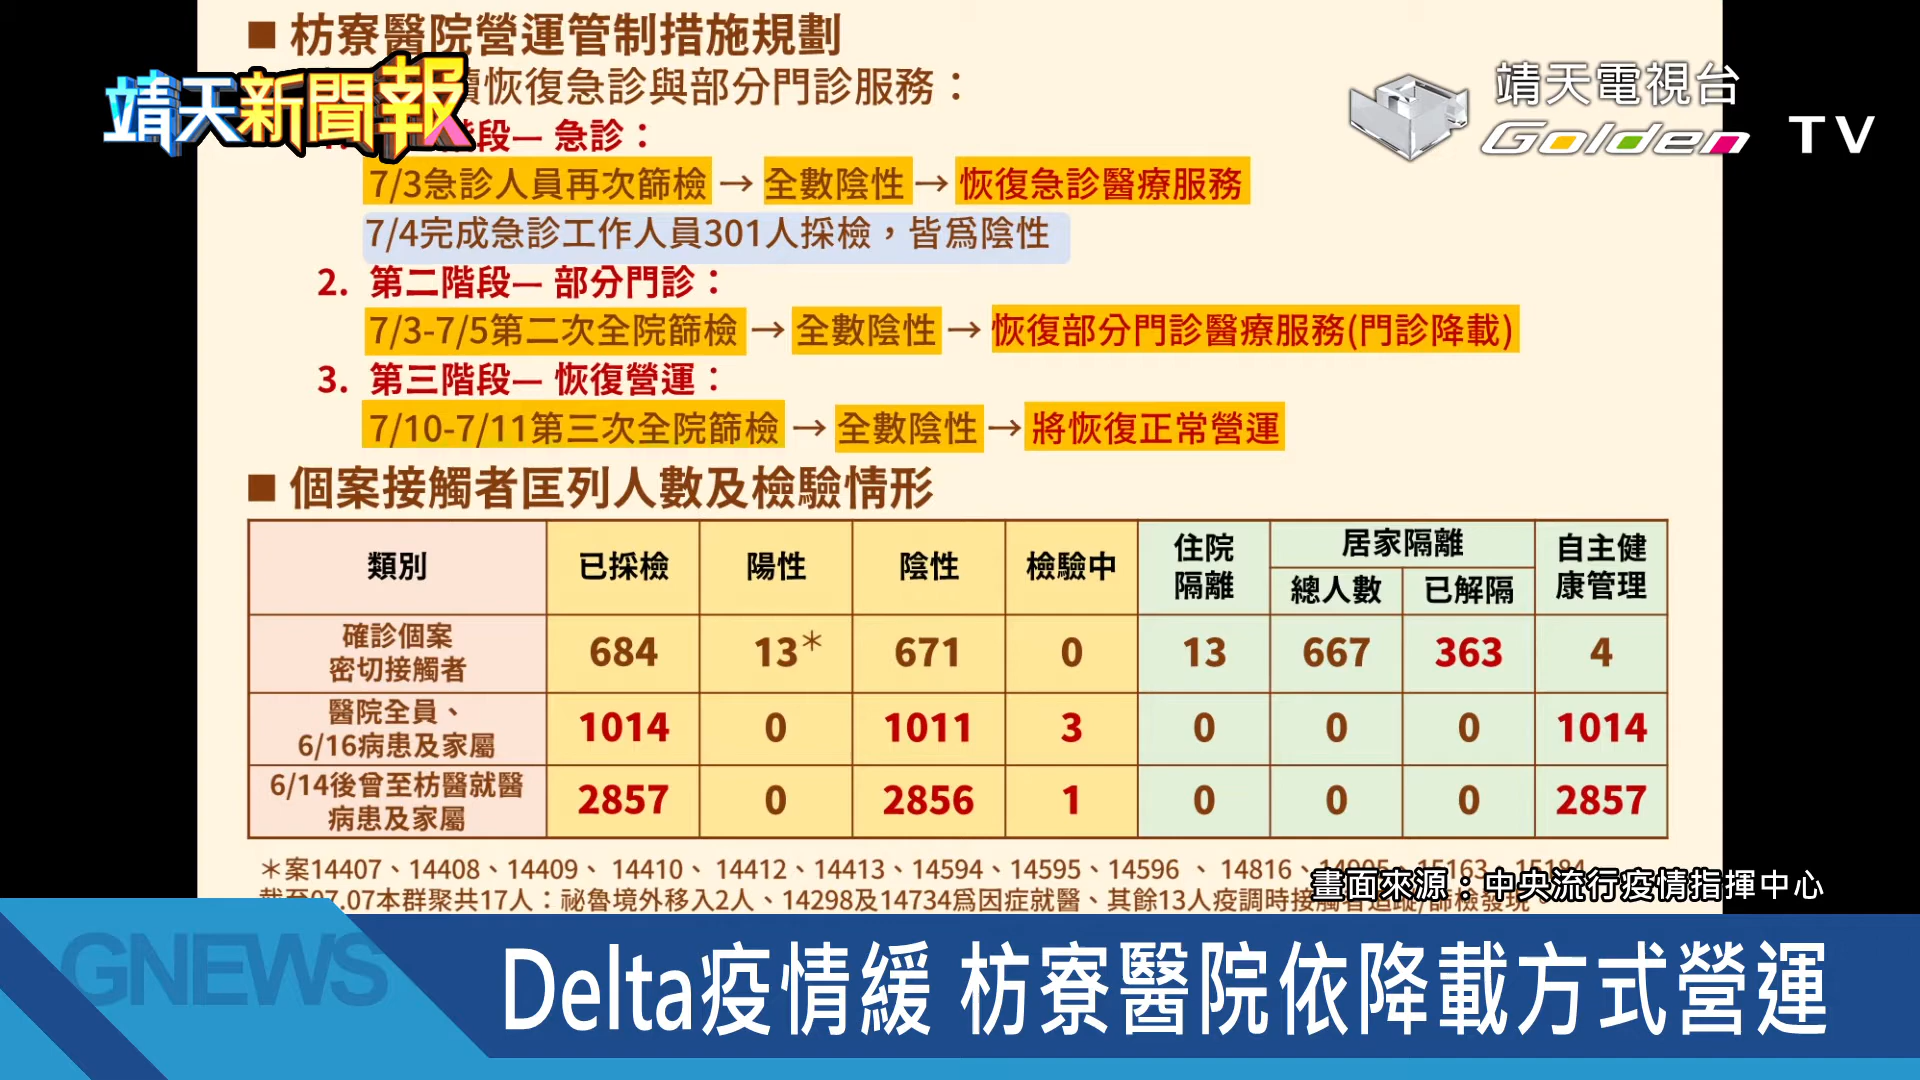 ■ 枋寮醫院營運管制措施規劃
靖天新聞報
恢復急診與部分門診服務：
靖天電視台
Golden TV
段— 急診：
7/3急診人員再次篩檢 → 全數陰性 → 恢復急診醫療服務
7/4完成急診工作人員301人採檢，皆為陰性
2. 第二階段— 部分門診：
7/3-7/5第二次全院篩檢 → 全數陰性 → 恢復部分門診醫療服務(門診降載)
3. 第三階段— 恢復營運：
7/10-7/11第三次全院篩檢 → 全數陰性 → 將恢復正常營運
■ 個案接觸者匡列人數及檢驗情形
類別 已採檢 陽性 陰性 檢驗中 住院隔離 居家隔離 自主健康管理
總人數 已解隔
確診個案
密切接觸者 684 13＊ 671 0 13 667 363 4
醫院全員、
6/16病患及家屬 1014 0 1011 3 0 0 0 1014
6/14後曾至枋醫就醫
病患及家屬 2857 0 2856 1 0 0 0 2857
＊案14407、14408、14409、14410、14412、14413、14594、14595、14596、14816、14905、15163、15184
截至07.07本群聚共17人：祕魯境外移入2人、14298及14734為因症就醫、其餘13人疫調時接觸者追蹤/篩檢發現。
畫面來源：中央流行疫情指揮中心
GNEWS
Delta疫情緩 枋寮醫院依降載方式營運